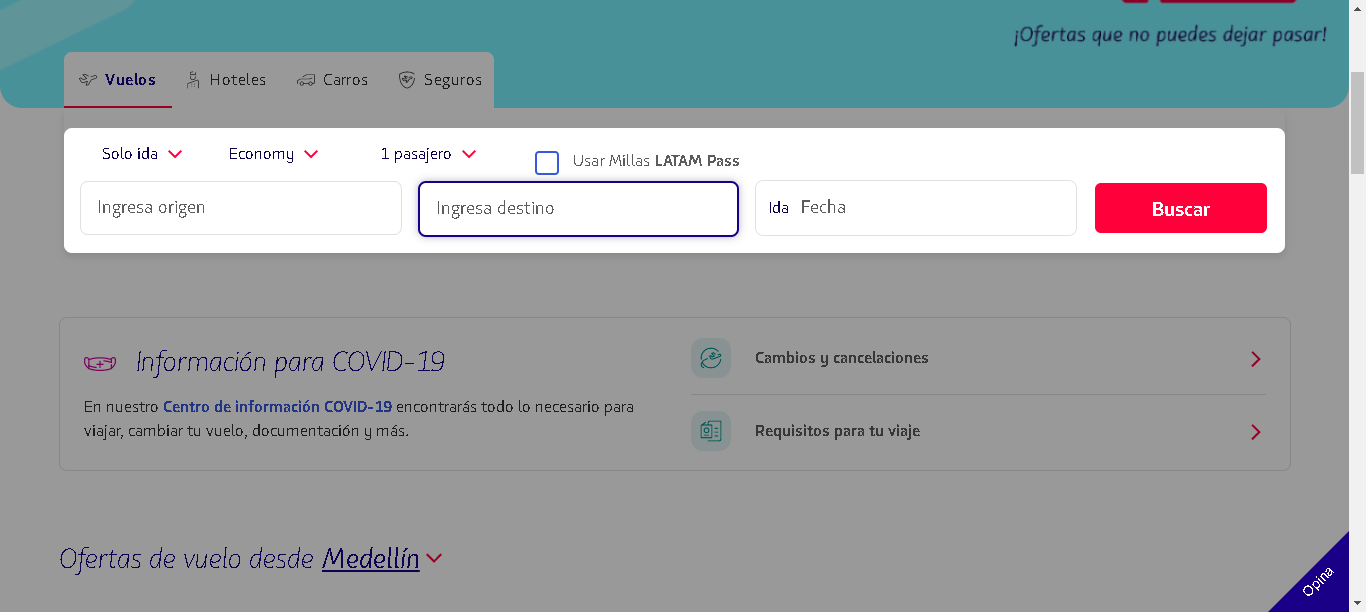 ¡Ofertas que no puedes dejar pasar!
Vuelos Hoteles Carros Seguros
Solo ida Economy 1 pasajero Usar Millas LATAM Pass
Ingresa origen Ingresa destino Ida Fecha Buscar
Información para COVID-19
En nuestro Centro de información COVID-19 encontrarás todo lo necesario para
viajar, cambiar tu vuelo, documentación y más.
Cambios y cancelaciones
Requisitos para tu viaje
Ofertas de vuelo desde Medellín
Opina